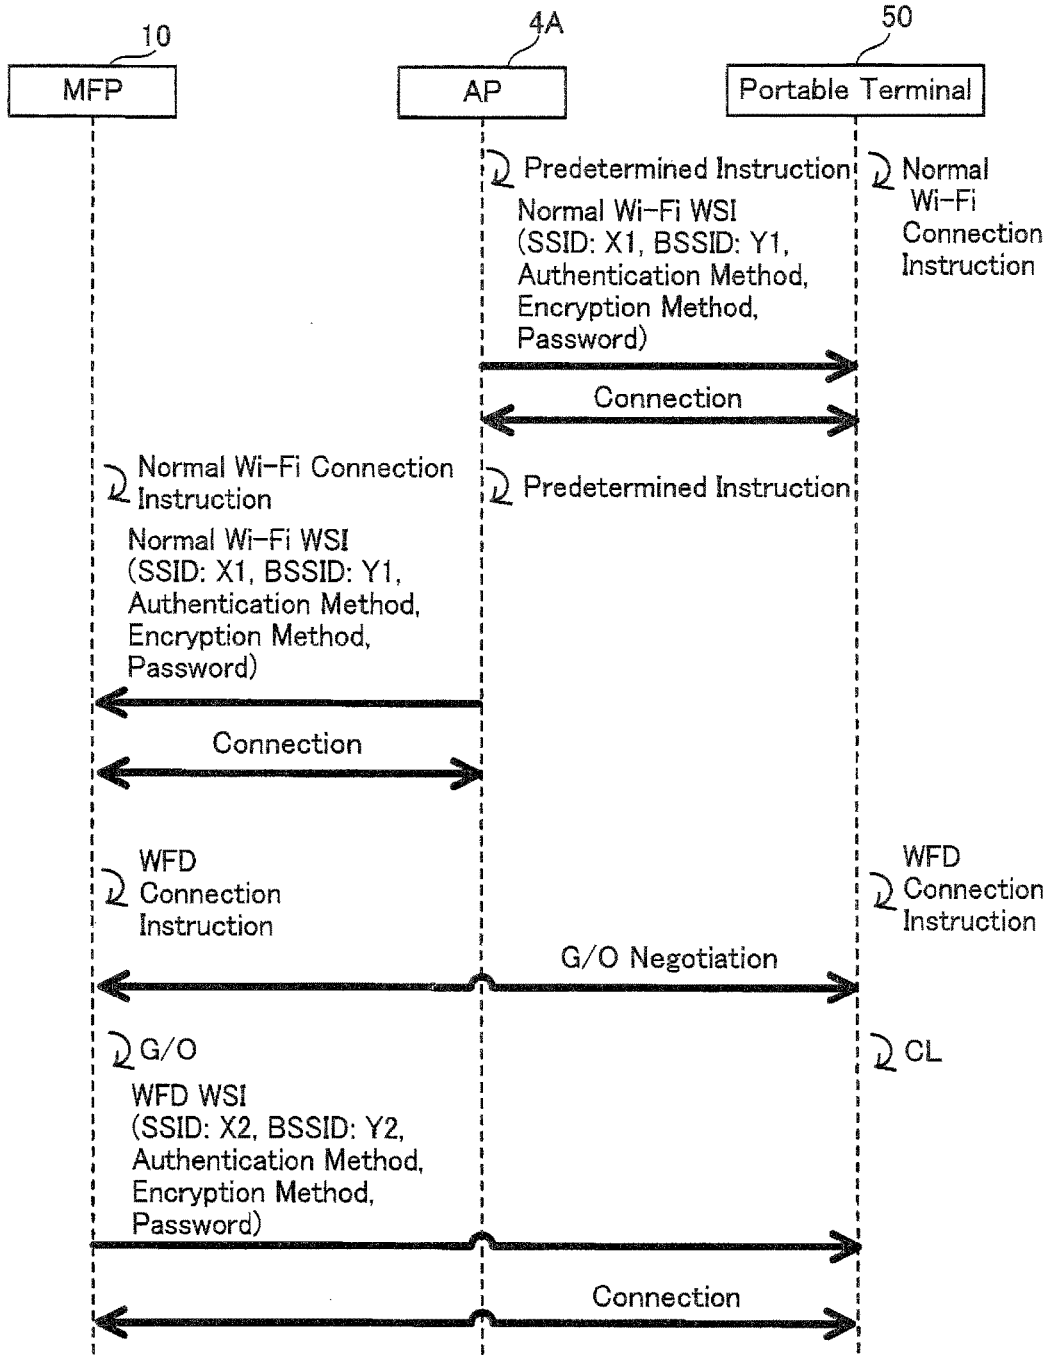 10
4A
50
MFP
AP
Portable Terminal
Predetermined Instruction
Normal
Wi-Fi
Connection
Instruction
Normal Wi-Fi WSI
(SSID: X1, BSSID: Y1,
Authentication Method,
Encryption Method,
Password)
Connection
Normal Wi-Fi Connection
Instruction
Predetermined Instruction
Normal Wi-Fi WSI
(SSID: X1, BSSID: Y1,
Authentication Method,
Encryption Method,
Password)
Connection
WFD
Connection
Instruction
WFD
Connection
Instruction
G/O Negotiation
G/O
CL
WFD WSI
(SSID: X2, BSSID: Y2,
Authentication Method,
Encryption Method,
Password)
Connection